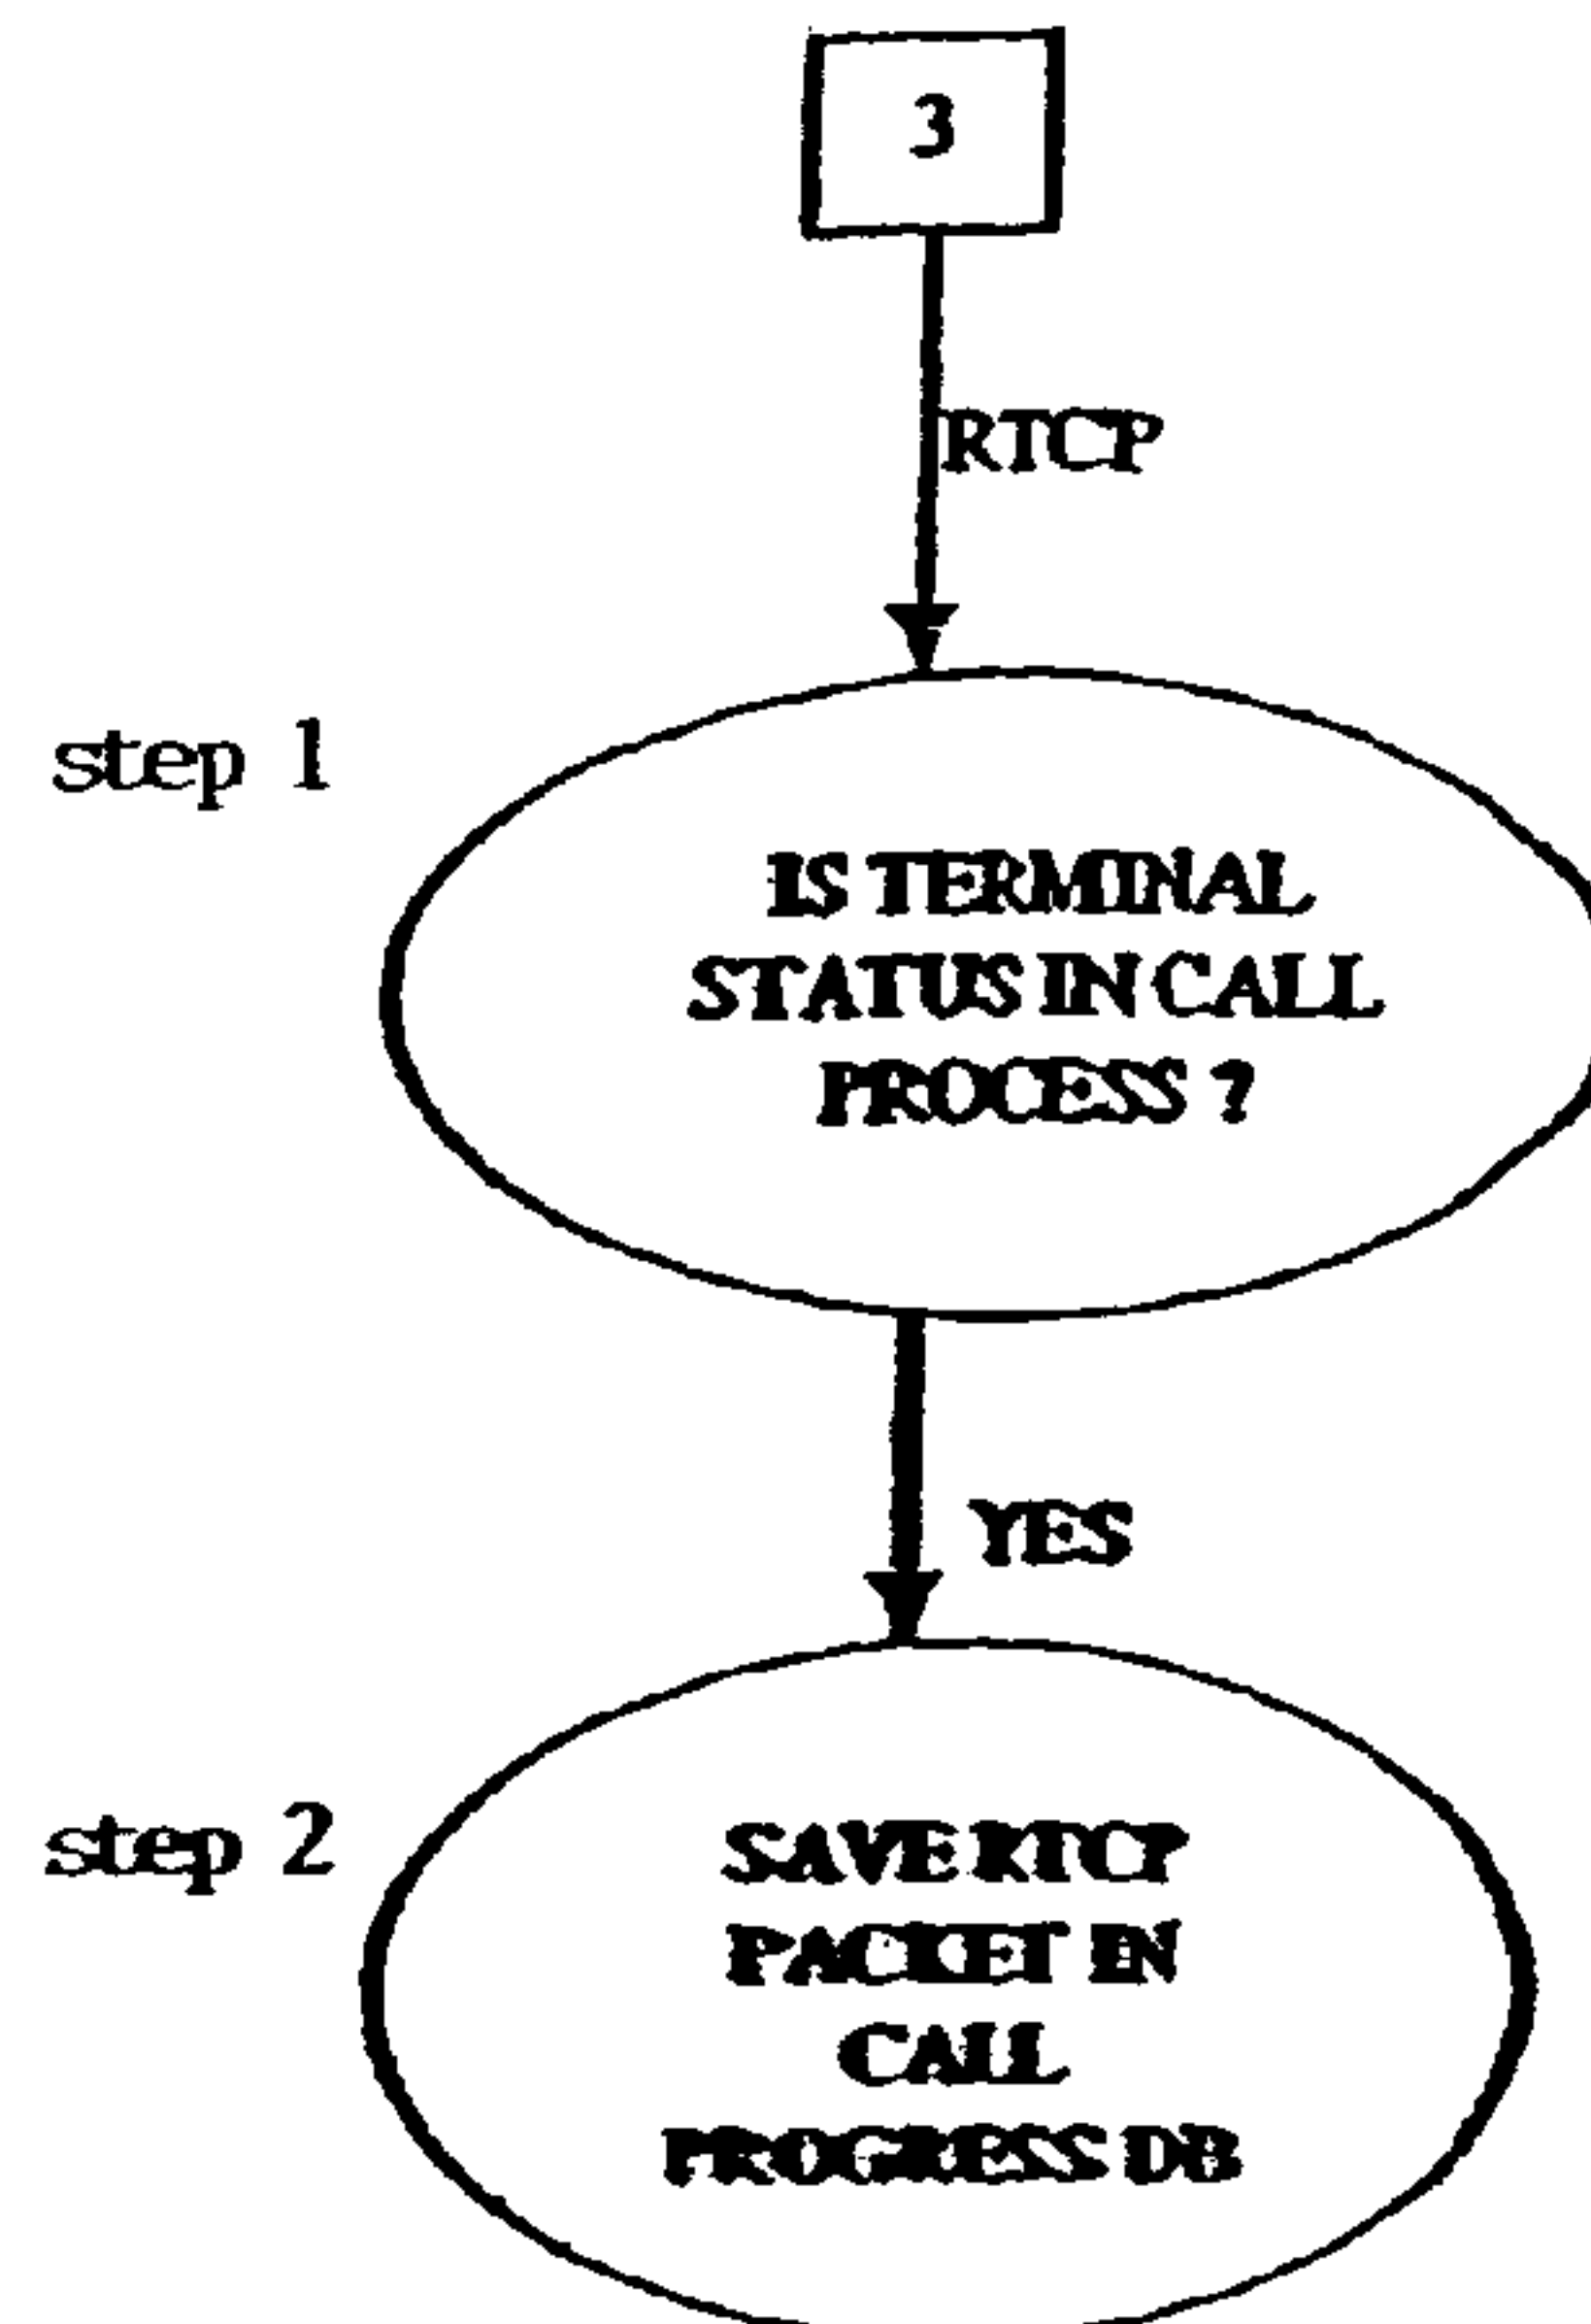 3
RTCP
step 1
IS TERMINAL
STATUS IN CALL
PROCESS ?
YES
step 2
SAVE RTCP
PACKET IN
CALL
PROGRESS DB